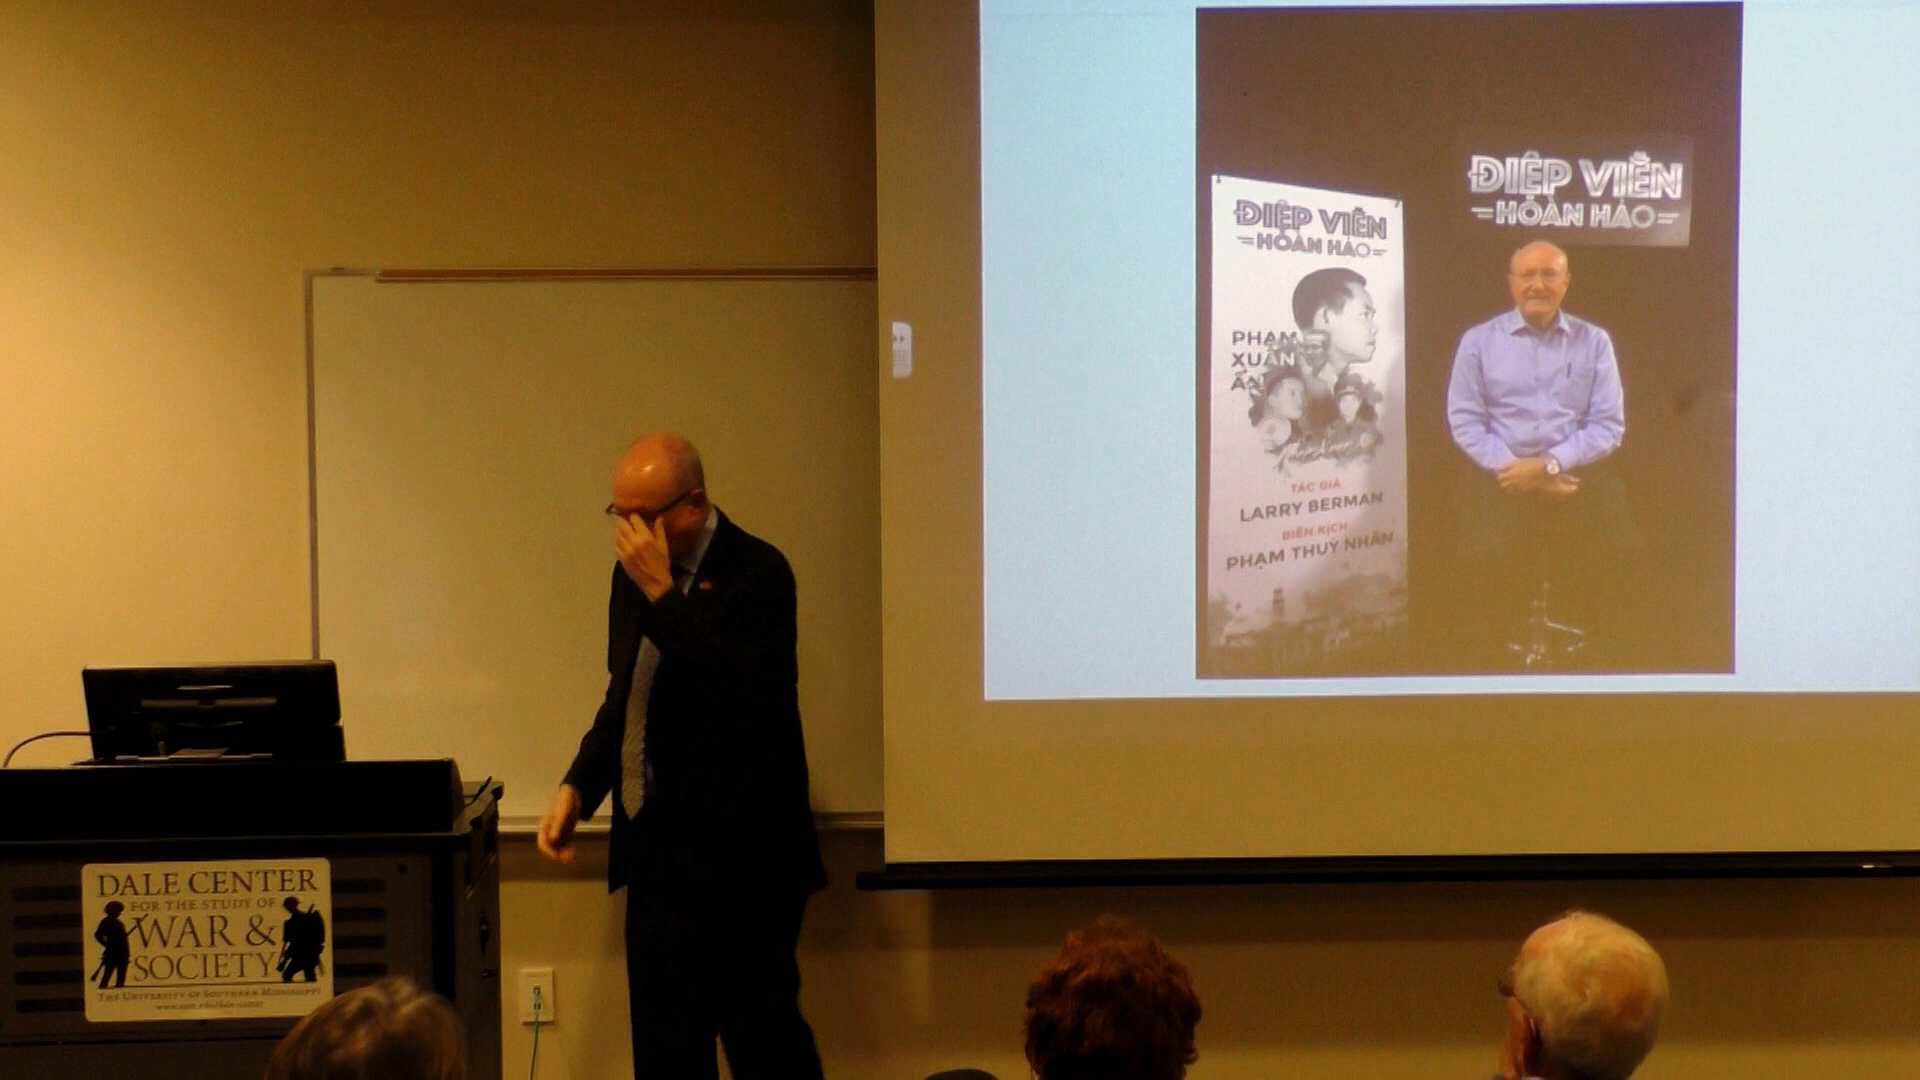 ĐIỆP VIÊN
HOÀN HẢO
ĐIỆP VIÊN
HOÀN HẢO
PHẠM
XUÂN
ẨN
TÁC GIẢ
LARRY BERMAN
BIÊN KỊCH
PHẠM THUỲ NHÂN
DALE CENTER
FOR THE STUDY OF
WAR &
SOCIETY
THE UNIVERSITY OF SOUTHERN MISSISSIPPI